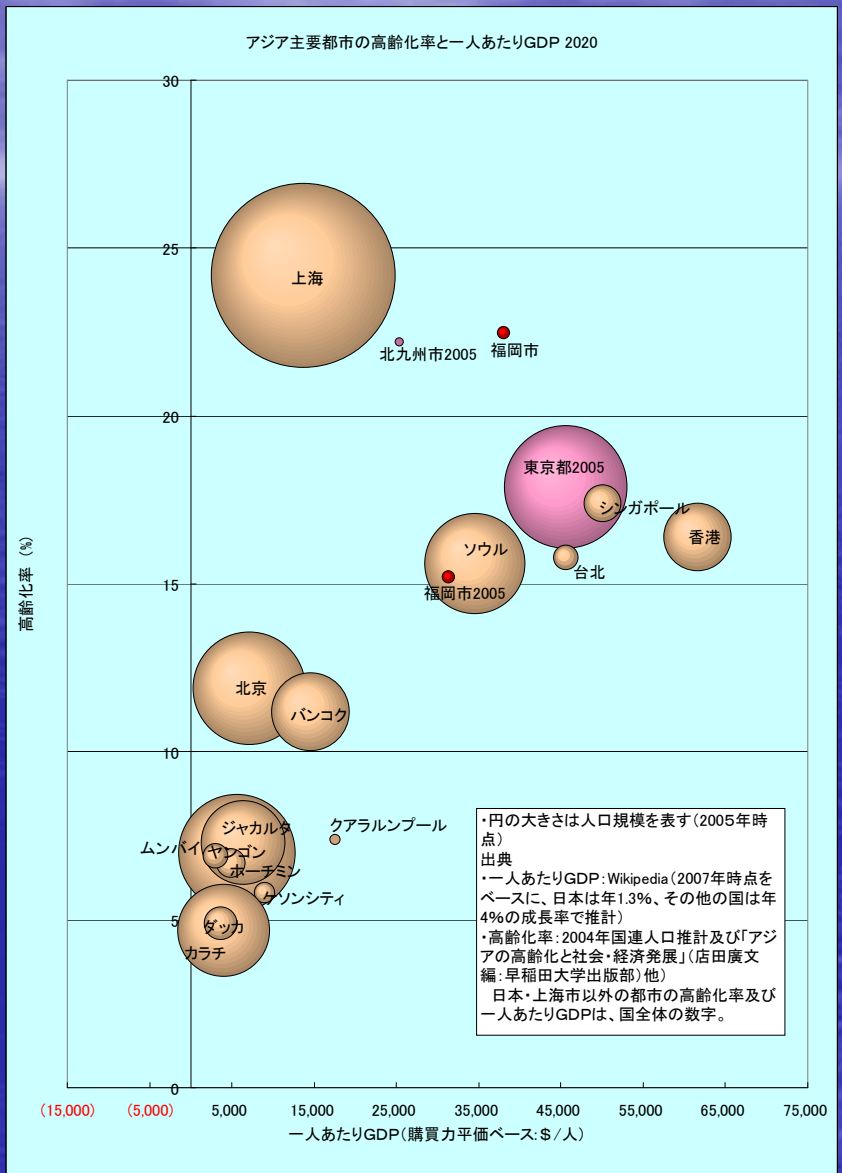 アジア主要都市の高齢化率と一人あたりGDP 2020
30
25
20
15
10
5
0
高齢化率 (%)
上海
北九州市2005
福岡市
東京都2005
シンガポール
香港
ソウル
台北
福岡市2005
北京
バンコク
クアラルンプール
ジャカルタ
ムンバイ
ヤンゴン
ホーチミン
ケソンシティ
ダッカ
カラチ
・円の大きさは人口規模を表す(2005年時
点)
出典
・一人あたりGDP:Wikipedia(2007年時点を
ベースに、日本は年1.3%、その他の国は年
4%の成長率で推計)
・高齢化率:2004年国連人口推計及び「アジ
アの高齢化と社会・経済発展」(店田廣文
編:早稲田大学出版部)他)
日本・上海市以外の都市の高齢化率及び
一人あたりGDPは、国全体の数字。
(15,000) (5,000) 5,000 15,000 25,000 35,000 45,000 55,000 65,000 75,000
一人あたりGDP(購買力平価ベース:$/人)